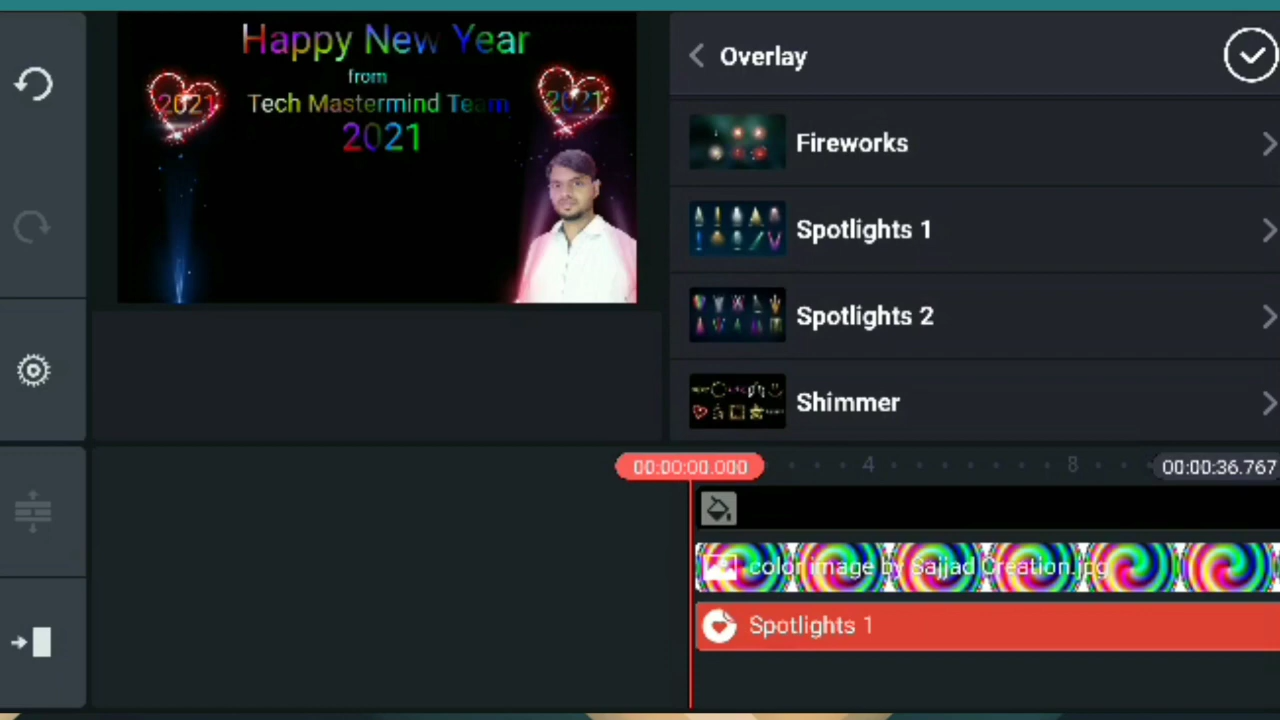 Happy New Year
from
Tech Mastermind Team
2021
2021
2021
Overlay
Fireworks
Spotlights 1
Spotlights 2
Shimmer
00:00:00.000
4
8
00:00:36.767
color image by Sajjad Creation.jpg
Spotlights 1